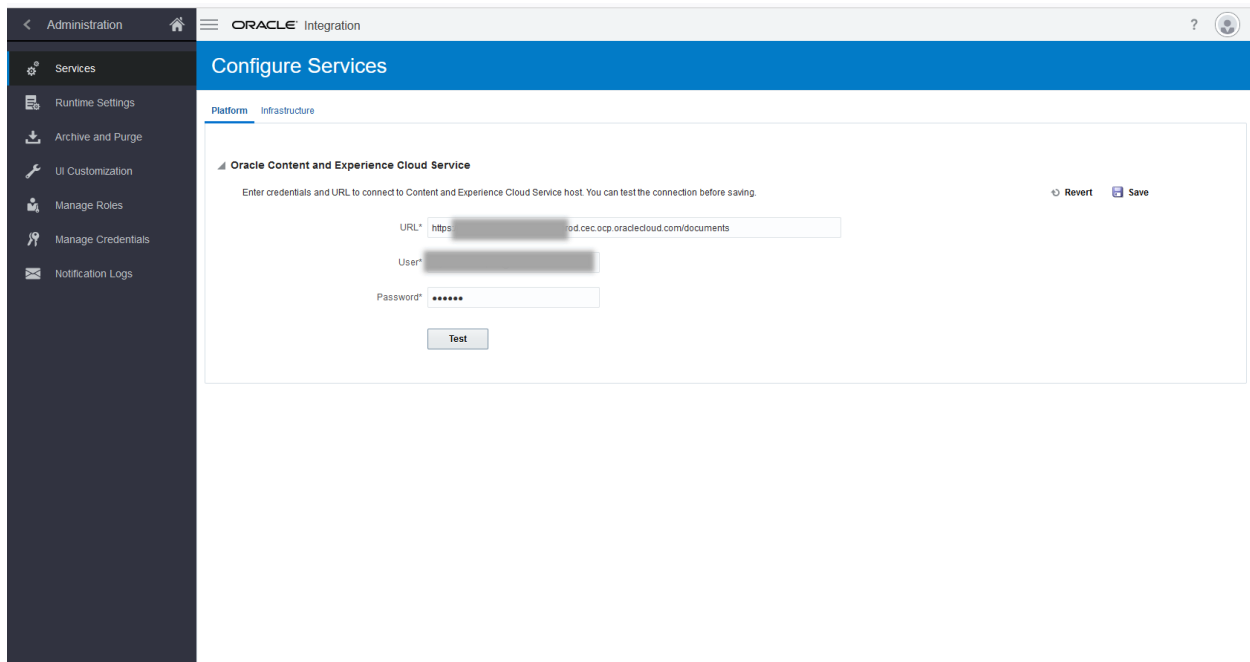 Administration
ORACLE Integration
?
Services
Runtime Settings
Archive and Purge
UI Customization
Manage Roles
Manage Credentials
Notification Logs
Configure Services
Platform Infrastructure
Oracle Content and Experience Cloud Service
Enter credentials and URL to connect to Content and Experience Cloud Service host. You can test the connection before saving.
Revert Save
URL* https od.cec.ocp.oraclecloud.com/documents
User*
Password* ••••••
Test